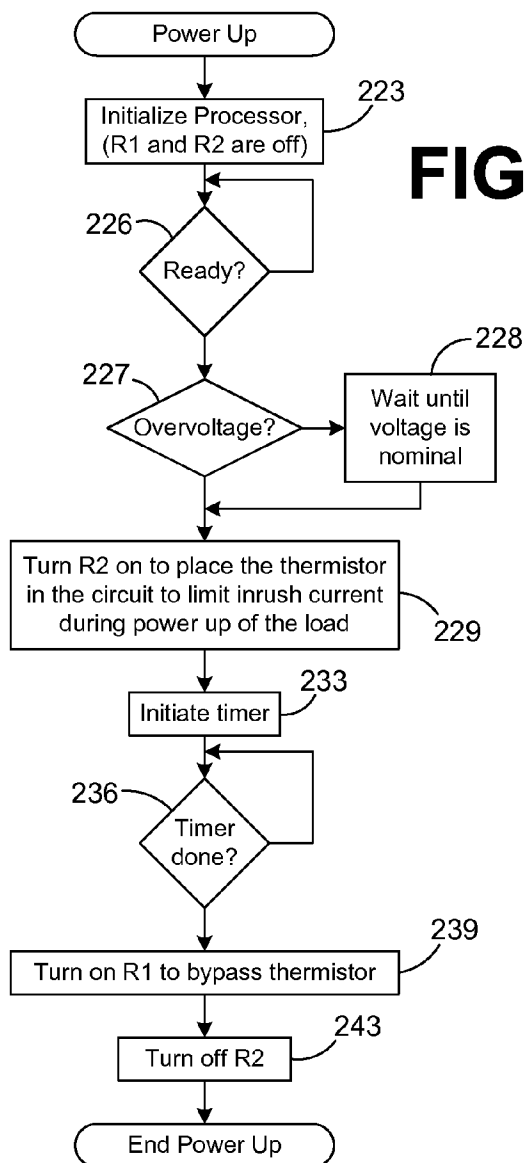 Power Up
223
Initialize Processor,
(R1 and R2 are off)
FIG
226
Ready?
227
Overvoltage?
228
Wait until
voltage is
nominal
Turn R2 on to place the thermistor
in the circuit to limit inrush current
during power up of the load
229
233
Initiate timer
236
Timer
done?
239
Turn on R1 to bypass thermistor
243
Turn off R2
End Power Up